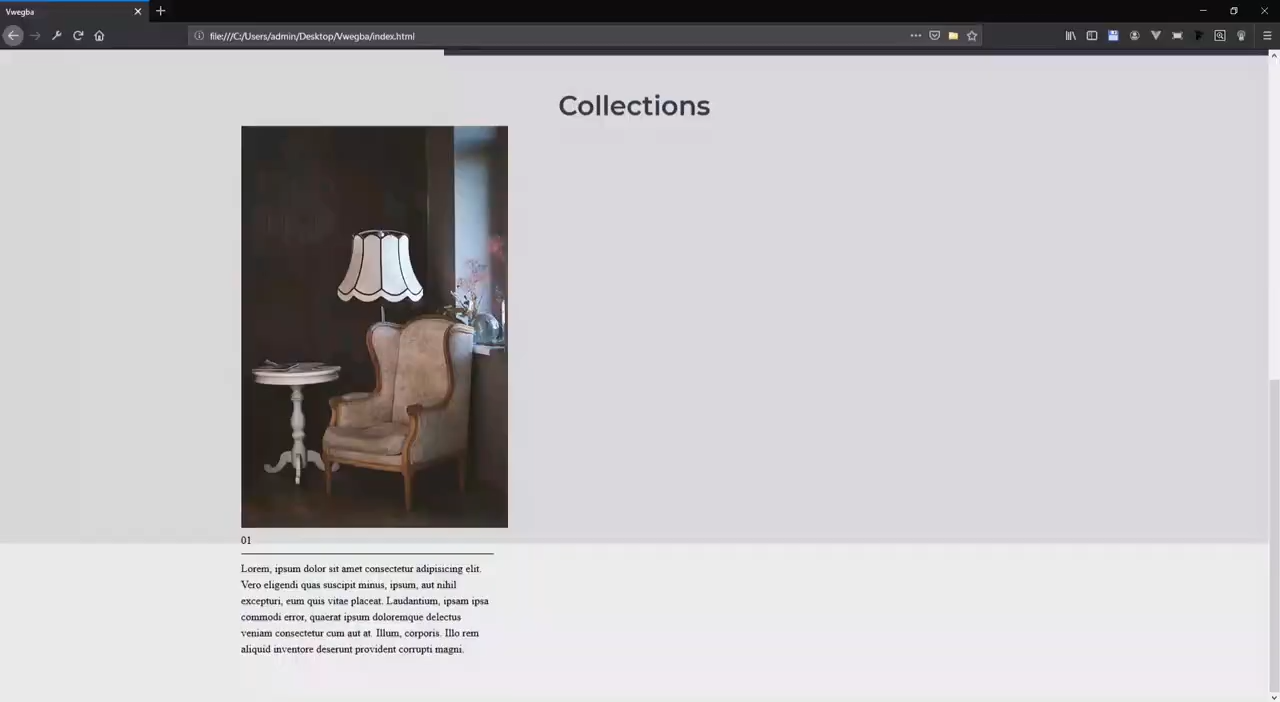 Vwegba
file:///C:/Users/admin/Desktop/Vwegba/index.html
Collections
01
Lorem, ipsum dolor sit amet consectetur adipisicing elit.
Vero eligendi quas suscipit minus, ipsum, aut nihil
excepturi, eum quis vitae placeat. Laudantium, ipsam ipsa
commodi error, quaerat ipsum doloremque delectus
veniam consectetur cum aut at. Illum, corporis. Illo rem
aliquid inventore deserunt provident corrupti magni.